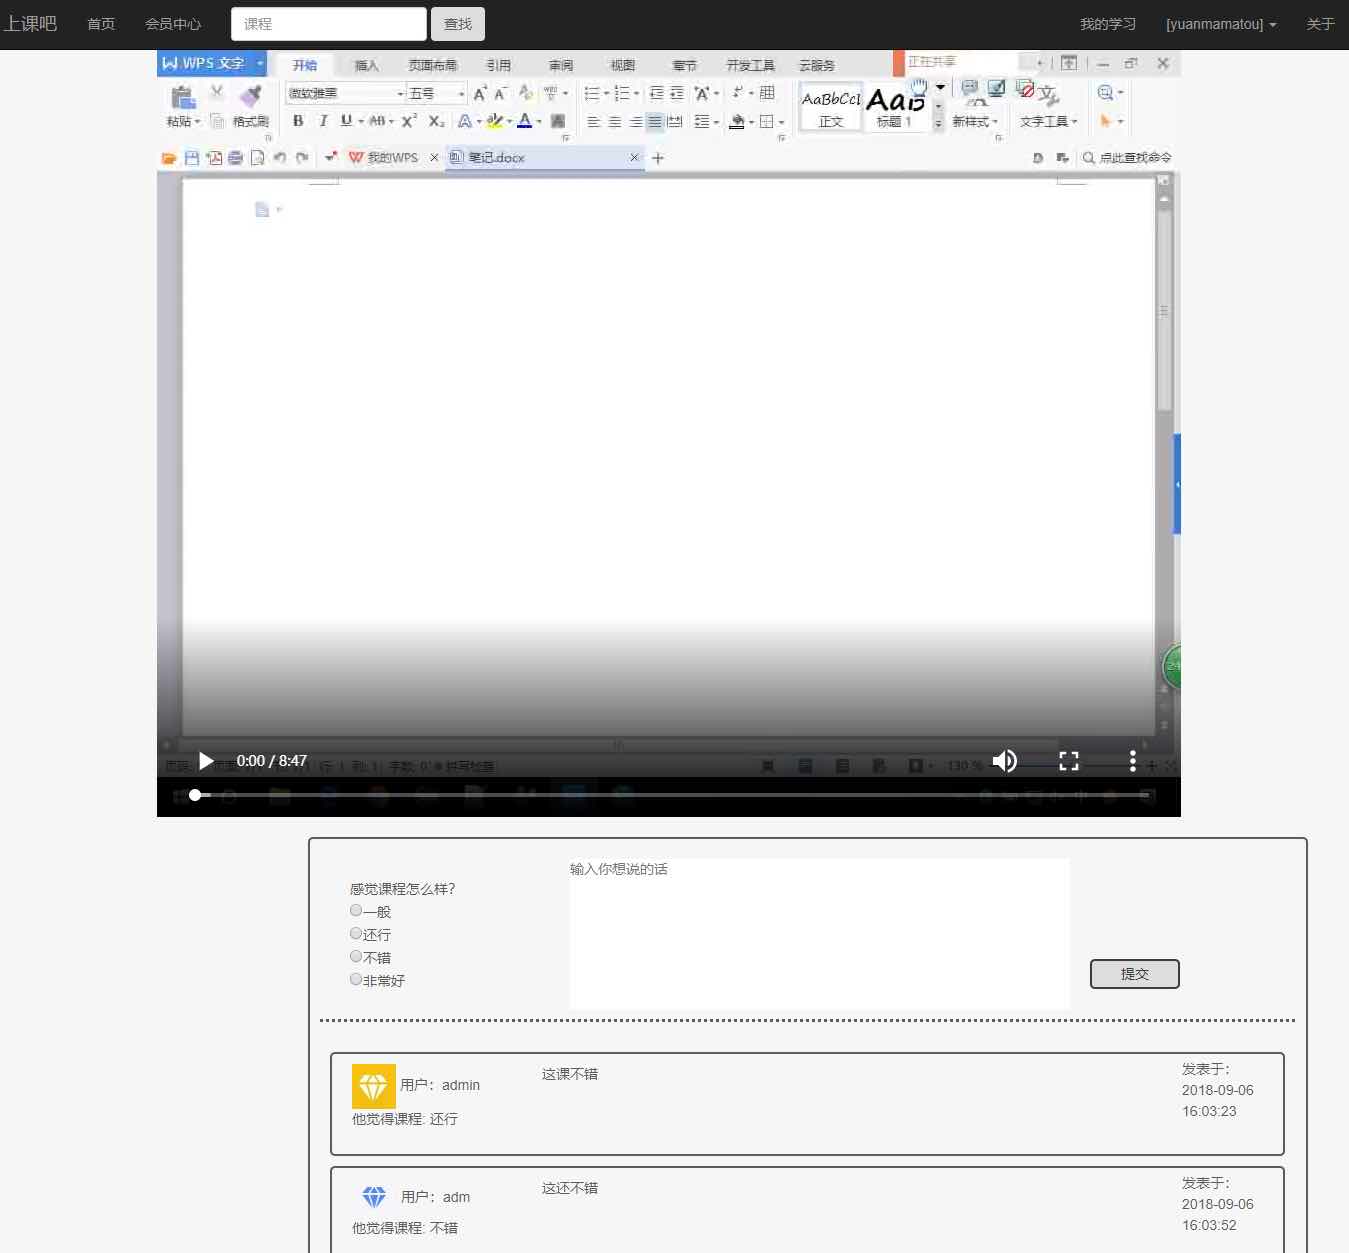 上课吧 首页 会员中心 课程 查找 我的学习 [yuanmamatou] 关于
WPS 文字 开始 插入 页面布局 引用 审阅 视图 章节 开发工具 云服务 正在共享
微软雅黑 五号 AaBbCcI AaB
粘贴 格式刷 B I U AB X² X₂ A A 正文 标题 1 新样式 文字工具
我的WPS 笔记.docx 点此查找命令
24
0:00 / 8:47
130 %
输入你想说的话
感觉课程怎么样?
一般
还行
不错
非常好
提交
用户：admin
这课不错
发表于：
2018-09-06
16:03:23
他觉得课程: 还行
用户：adm
这还不错
发表于：
2018-09-06
16:03:52
他觉得课程: 不错